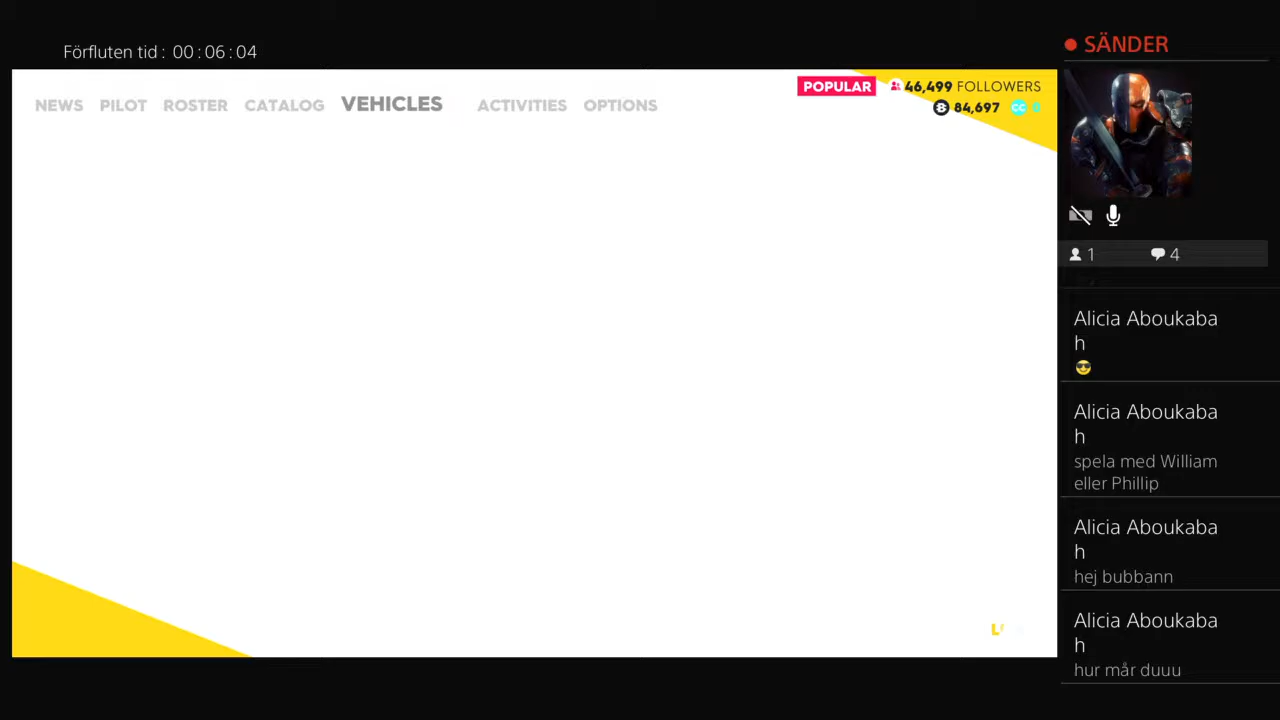 Förfluten tid : 00:06:04
SÄNDER
NEWS PILOT ROSTER CATALOG VEHICLES ACTIVITIES OPTIONS
POPULAR 46,499 FOLLOWERS
84,697
1 4
Alicia Aboukaba
h
😎
Alicia Aboukaba
h
spela med William
eller Phillip
Alicia Aboukaba
h
hej bubbann
Alicia Aboukaba
h
hur mår duuu